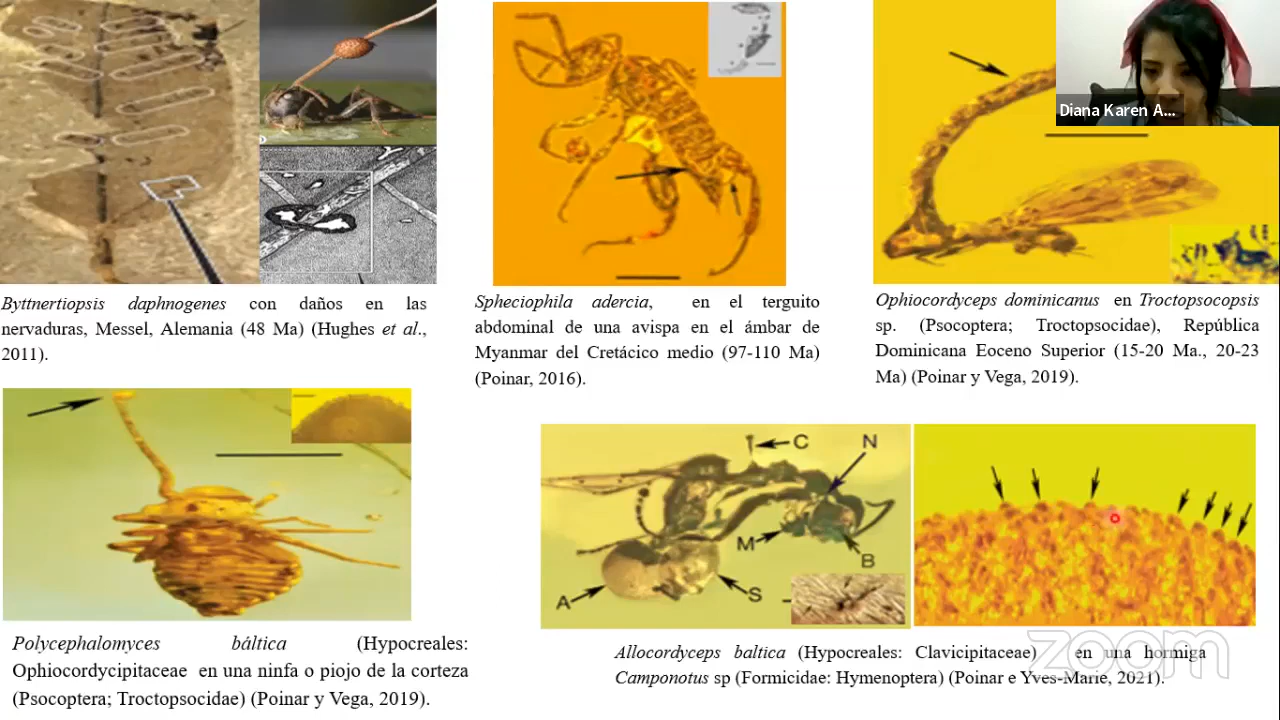 Diana Karen A...
Byttnertiopsis daphnogenes con daños en las
nervaduras, Messel, Alemania (48 Ma) (Hughes et al.,
2011).
Spheciophila adercia, en el terguito
abdominal de una avispa en el ámbar de
Myanmar del Cretácico medio (97-110 Ma)
(Poinar, 2016).
Ophiocordyceps dominicanus en Troctopsocopsis
sp. (Psocoptera; Troctopsocidae), República
Dominicana Eoceno Superior (15-20 Ma., 20-23
Ma) (Poinar y Vega, 2019).
C
N
M
B
A
S
Polycephalomyces báltica (Hypocreales:
Ophiocordycipitaceae en una ninfa o piojo de la corteza
(Psocoptera; Troctopsocidae) (Poinar y Vega, 2019).
Allocordyceps baltica (Hypocreales: Clavicipitaceae) en una hormiga
Camponotus sp (Formicidae: Hymenoptera) (Poinar e Yves-Marie, 2021).
zoom